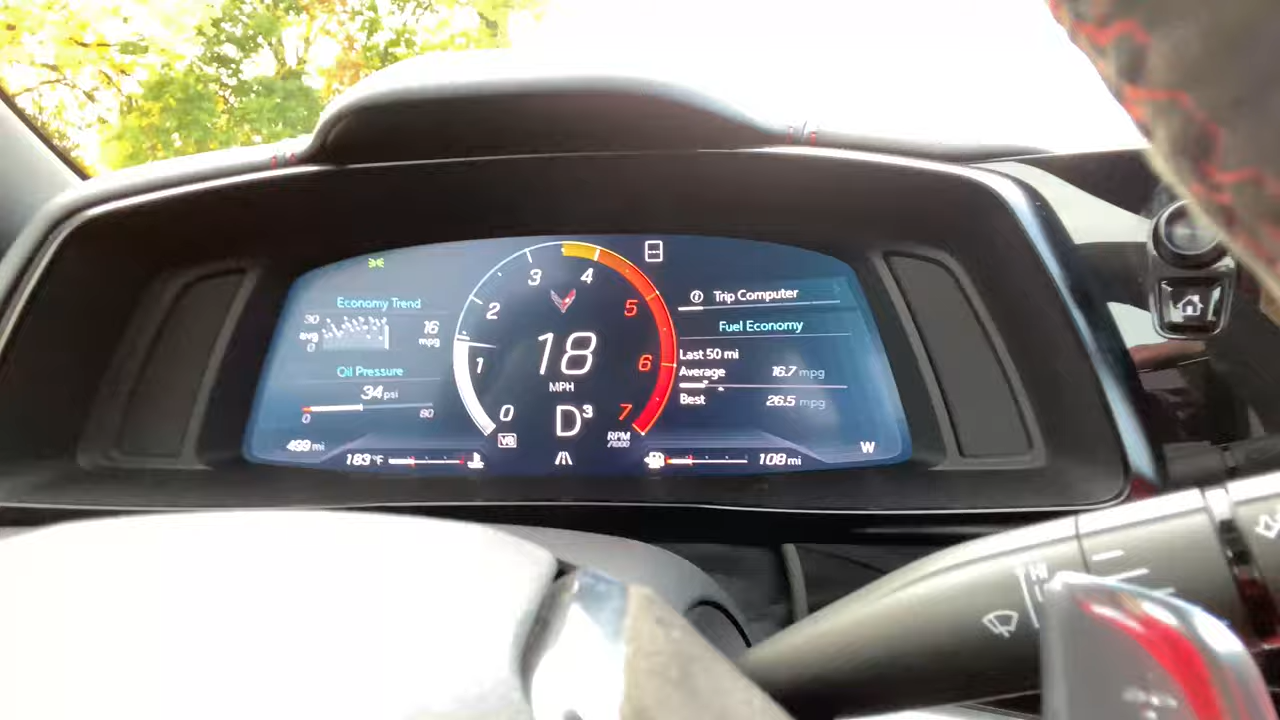 Economy Trend
30
avg
0
16
mpg
Oil Pressure
34 psi
0 80
499 mi
183 °F
0
1
2
3
4
5
6
7
18
MPH
D3
V8
RPM
/1000
Trip Computer
Fuel Economy
Last 50 mi
Average 16.7 mpg
Best 26.5 mpg
108 mi
W